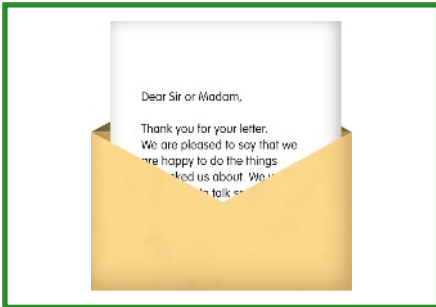 Dear Sir or Madam,
Thank you for your letter.
We are pleased to say that we
are happy to do the things
us about. We
talk